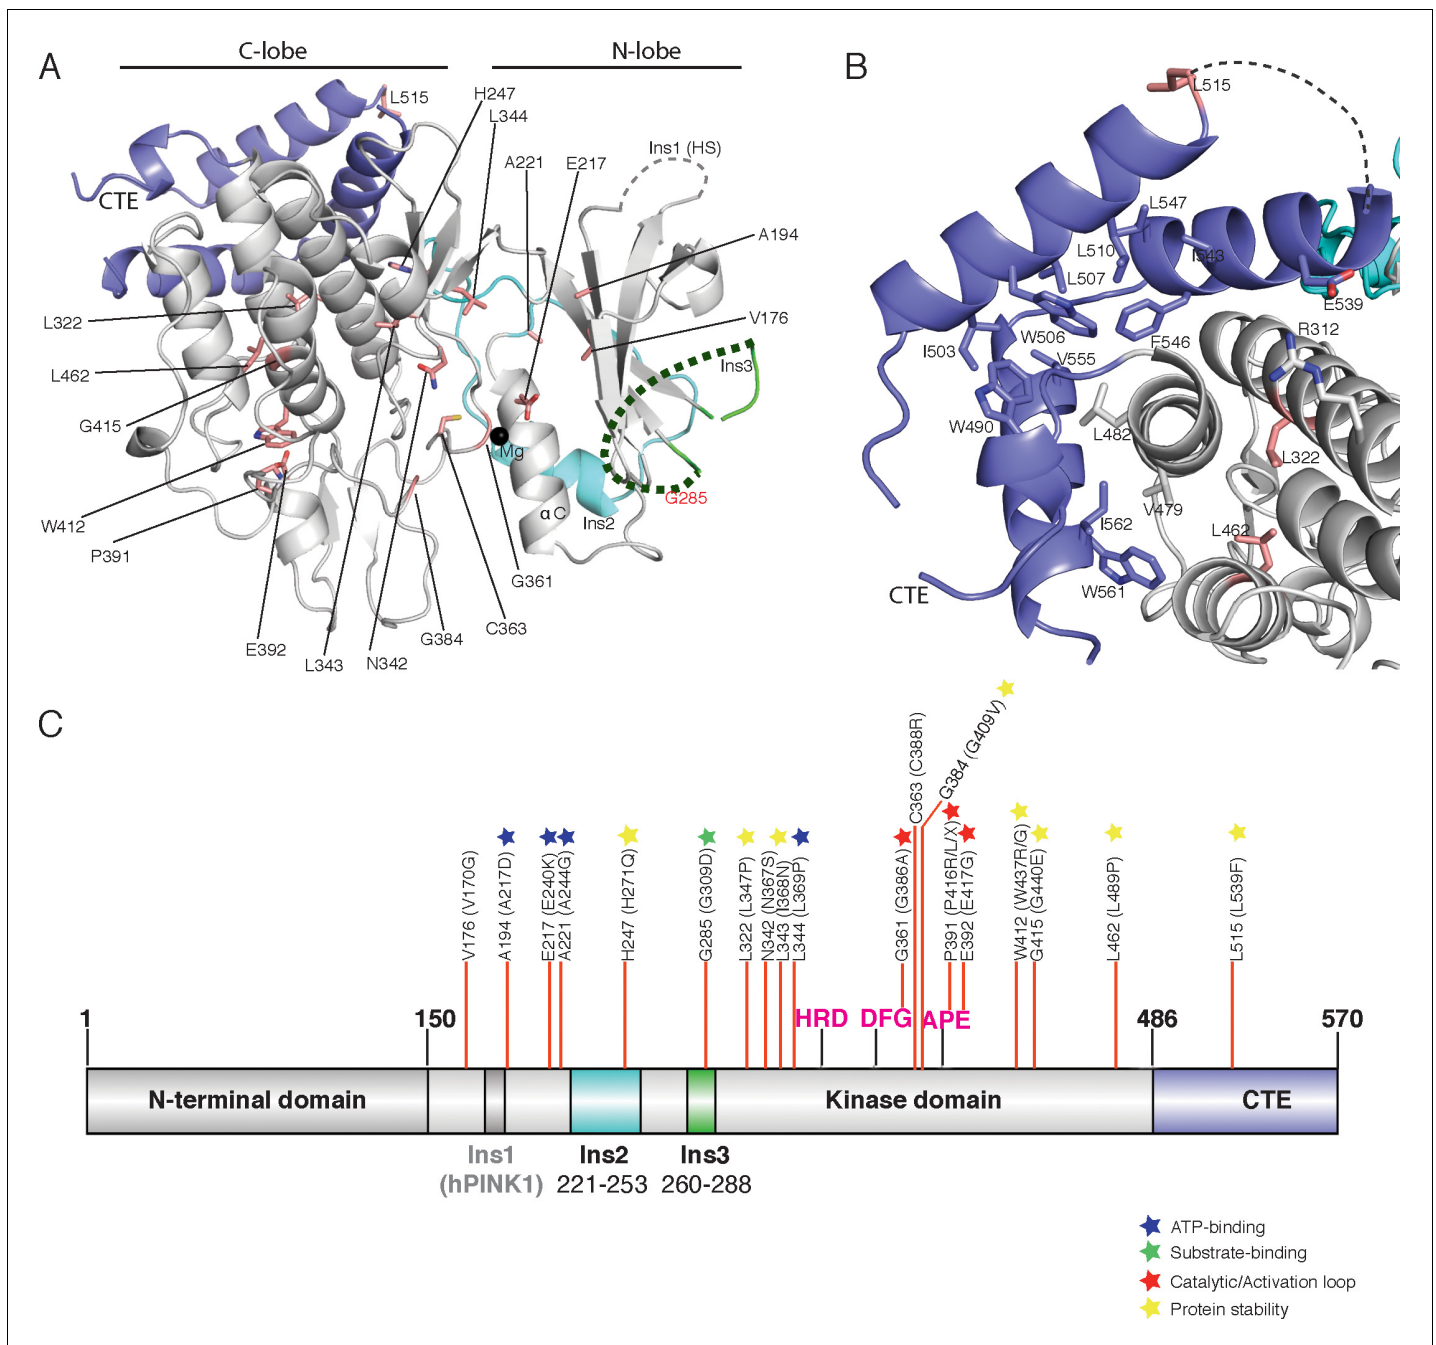 A
C-lobe
N-lobe
L515
H247
L344
A221
E217
Ins1 (HS)
CTE
A194
V176
Ins3
L322
L462
G415
W412
P391
Mg
αC
Ins2
G285
G361
C363
G384
N342
L343
E392
B
L515
L547
L510
L507
I543
E539
R312
W506
F546
I503
V555
W490
L482
L322
V479
L462
I562
W561
CTE
C
V176 (V170G)
A194 (A217D)
E217 (E240K)
A221 (A244G)
H247 (H271Q)
G285 (G309D)
L322 (L347P)
N342 (N367S)
L343 (I368N)
L344 (L369P)
G361 (G386A)
C363 (C388R)
G384 (G409V)
P391 (P416R/L/X)
E392 (E417G)
W412 (W437R/G)
G415 (G440E)
L462 (L489P)
L515 (L539F)
1 150 HRD DFG APE 486 570
N-terminal domain Kinase domain CTE
Ins1 Ins2 Ins3
(hPINK1) 221-253 260-288
ATP-binding
Substrate-binding
Catalytic/Activation loop
Protein stability